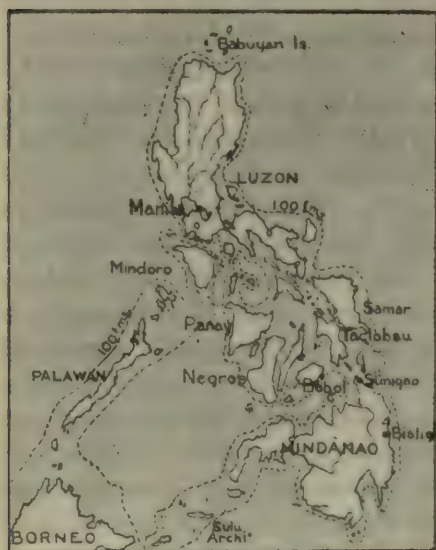 Babuyan Is.
LUZON
Manila
100 fms
Mindoro
Samar
100 fms
Panay
Tacloban
PALAWAN
Negros
Bohol
Surigao
Bislig
MINDANAO
Sulu
Archi°
BORNEO